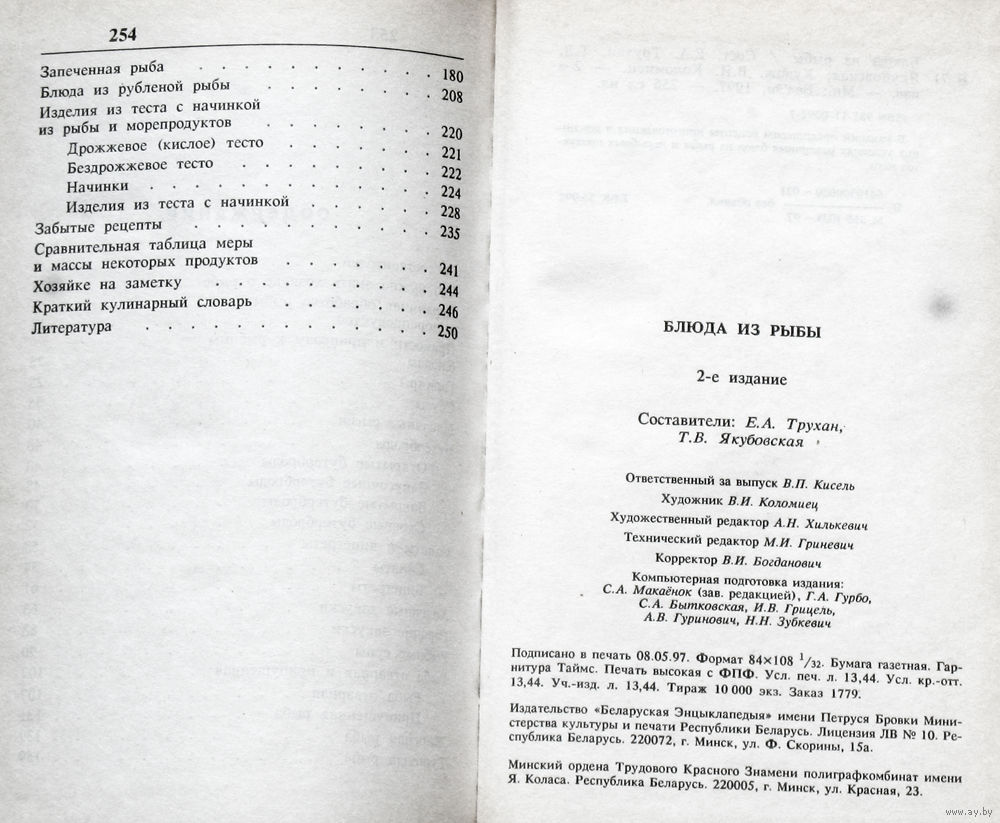 254
Запеченная рыба . . . . . . . . . . . 180
Блюда из рубленой рыбы . . . . . . . . 208
Изделия из теста с начинкой
из рыбы и морепродуктов . . . . . . . . 220
Дрожжевое (кислое) тесто . . . . . . 221
Бездрожжевое тесто . . . . . . . . 222
Начинки . . . . . . . . . . . . 224
Изделия из теста с начинкой . . . . . 228
Забытые рецепты . . . . . . . . . . . 235
Сравнительная таблица меры
и массы некоторых продуктов . . . . . . 241
Хозяйке на заметку . . . . . . . . . . 244
Краткий кулинарный словарь . . . . . . 246
Литература . . . . . . . . . . . . . 250
БЛЮДА ИЗ РЫБЫ
2-е издание
Составители: Е.А. Трухан,
Т.В. Якубовская
Ответственный за выпуск В.П. Кисель
Художник В.И. Коломиец
Художественный редактор А.Н. Хилькевич
Технический редактор М.И. Гриневич
Корректор В.И. Богданович
Компьютерная подготовка издания:
С.А. Макаёнок (зав. редакцией), Г.А. Гурбо,
С.А. Бытковская, И.В. Грицель,
А.В. Гуринович, Н.Н. Зубкевич
Подписано в печать 08.05.97. Формат 84×108 1/32. Бумага газетная. Гар-
нитура Таймс. Печать высокая с ФПФ. Усл. печ. л. 13,44. Усл. кр.-отт.
13,44. Уч.-изд. л. 13,44. Тираж 10 000 экз. Заказ 1779.
Издательство «Беларуская Энцыклапедыя» имени Петруся Бровки Мини-
стерства культуры и печати Республики Беларусь. Лицензия ЛВ № 10. Ре-
спублика Беларусь. 220072, г. Минск, ул. Ф. Скорины, 15а.
Минский ордена Трудового Красного Знамени полиграфкомбинат имени
Я. Коласа. Республика Беларусь. 220005, г. Минск, ул. Красная, 23.
www.ay.by